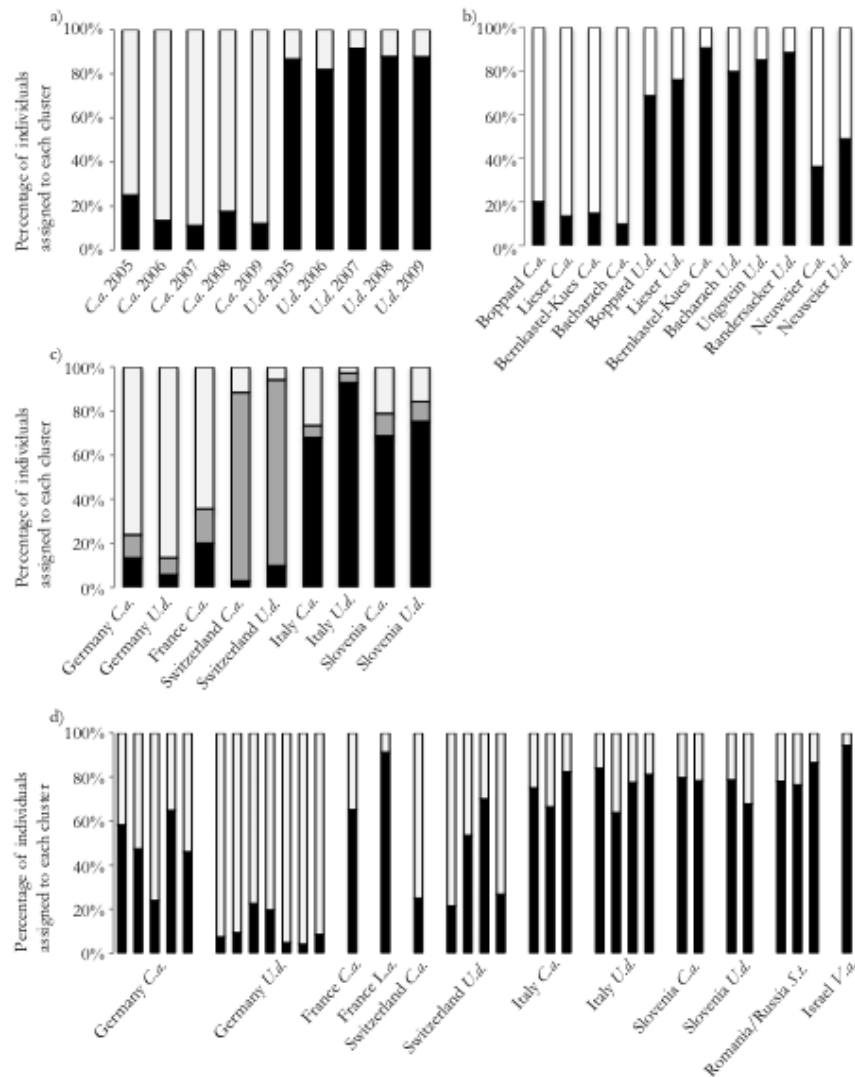 a)
100%
80%
60%
40%
20%
0%
Percentage of individuals
assigned to each cluster
C.a. 2005
C.a. 2006
C.a. 2007
C.a. 2008
C.a. 2009
U.d. 2005
U.d. 2006
U.d. 2007
U.d. 2008
U.d. 2009
b)
100%
80%
60%
40%
20%
0%
Boppard C.a.
Lieser C.a.
Bernkastel-Kues C.a.
Bacharach C.a.
Boppard U.d.
Lieser U.d.
Bernkastel-Kues C.a.
Bacharach U.d.
Ungstein U.d.
Randersacker U.d.
Neuweier C.a.
Neuweier U.d.
c)
100%
80%
60%
40%
20%
0%
Percentage of individuals
assigned to each cluster
Germany C.a.
Germany U.d.
France C.a.
Switzerland C.a.
Switzerland U.d.
Italy C.a.
Italy U.d.
Slovenia C.a.
Slovenia U.d.
d)
100%
80%
60%
40%
20%
0%
Percentage of individuals
assigned to each cluster
Germany C.a.
Germany U.d.
France C.a.
France L.a.
Switzerland C.a.
Switzerland U.d.
Italy C.a.
Italy U.d.
Slovenia C.a.
Slovenia U.d.
Romania/Russia S.t.
Israel V.a.